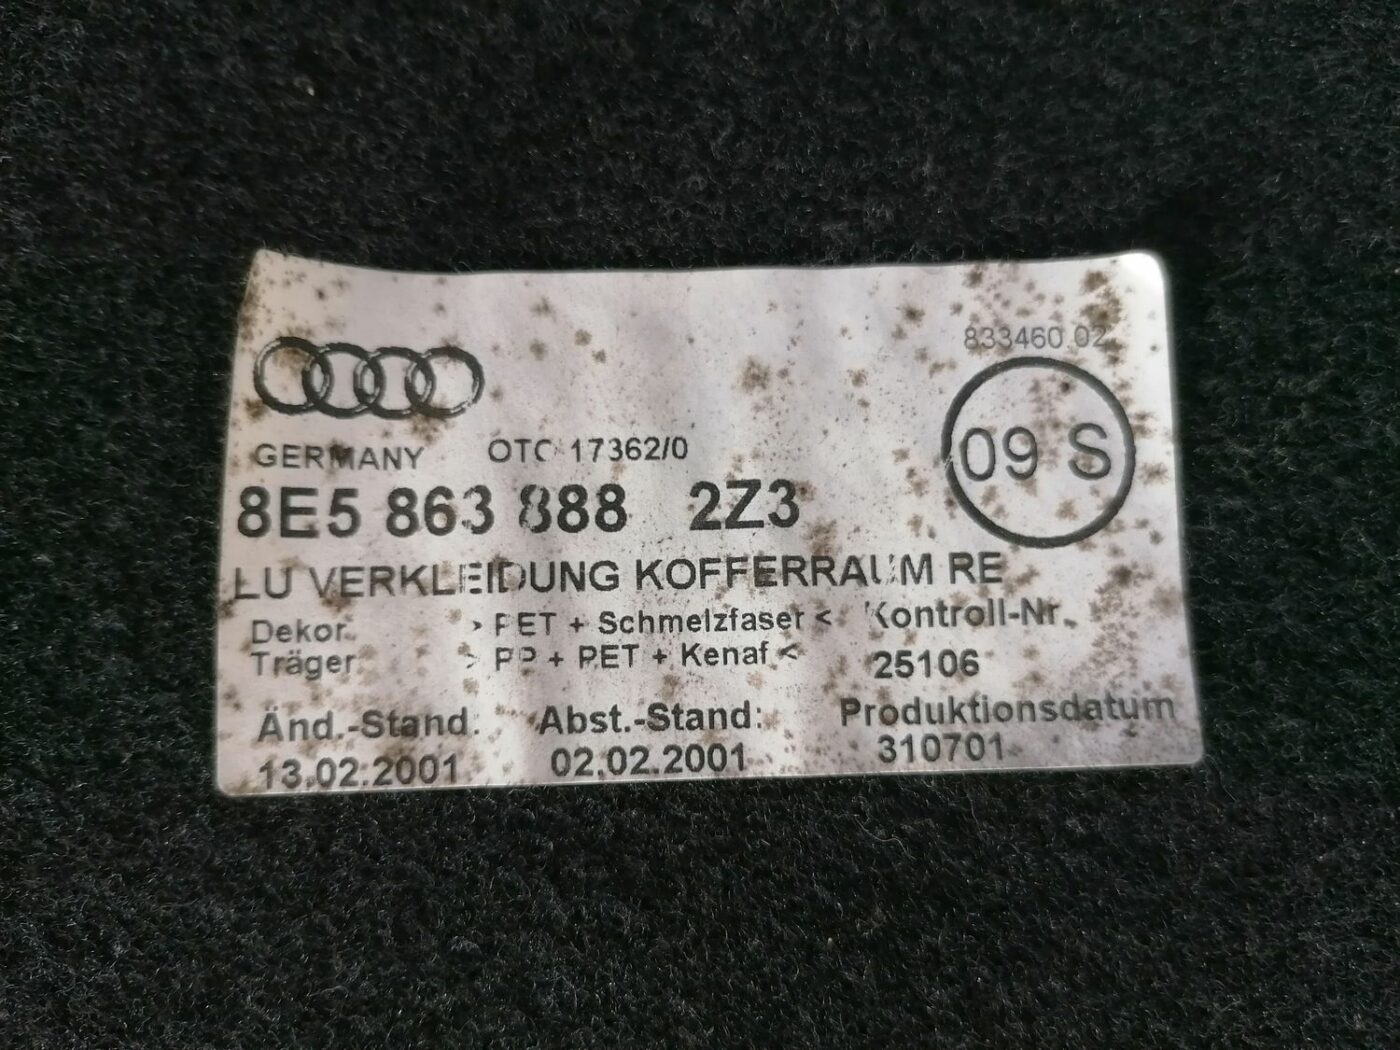 833460 02
09 S
GERMANY OTC 17362/0
8E5 863 888 2Z3
LU VERKLEIDUNG KOFFERRAUM RE
Dekor: > PET + Schmelzfaser < Kontroll-Nr.
Träger: > PP + PET + Kenaf < 25106
Änd.-Stand: Abst.-Stand: Produktionsdatum
13.02.2001 02.02.2001 310701